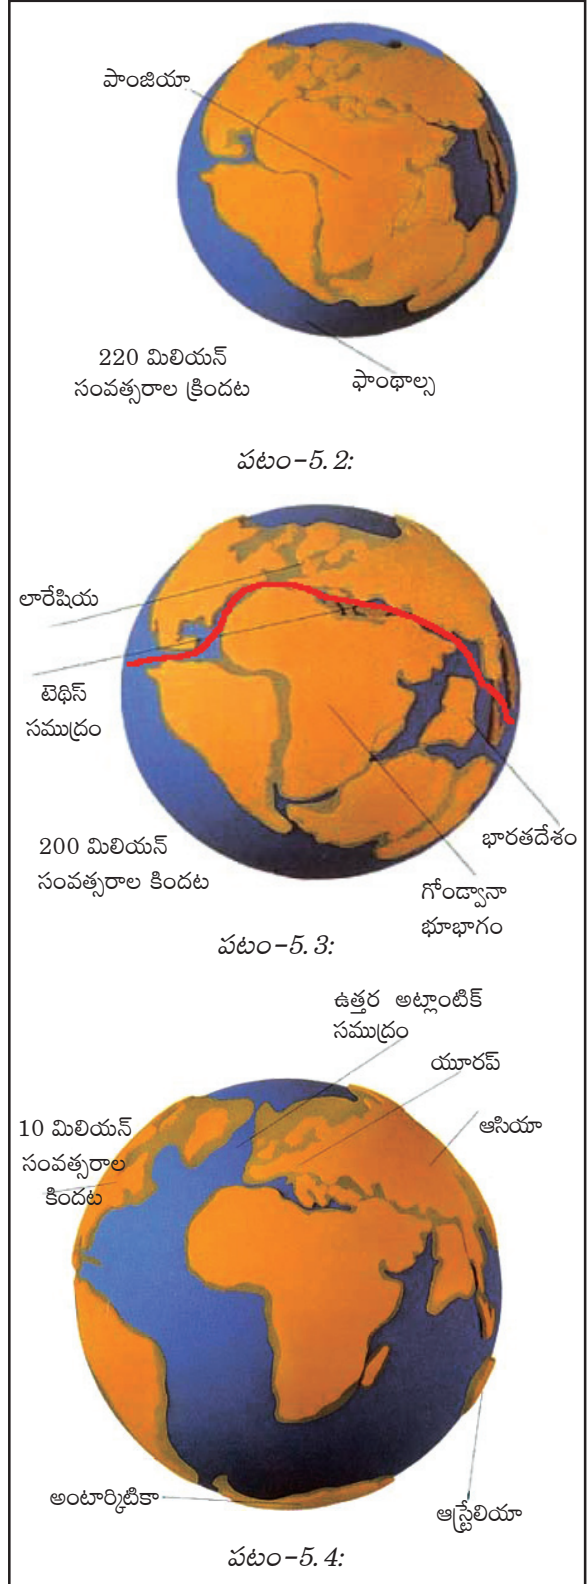 పాంజియా
220 మిలియన్
సంవత్సరాల క్రిందట
ఫాంథాల్స
పటం-5.2:
లారేషియ
టెథిస్
సముద్రం
భారతదేశం
200 మిలియన్
సంవత్సరాల కిందట
గోండ్వానా
భూభాగం
పటం-5.3:
ఉత్తర అట్లాంటిక్
సముద్రం
యూరప్
ఆసియా
10 మిలియన్
సంవత్సరాల
కిందట
అంటార్కిటికా
ఆస్ట్రేలియా
పటం-5.4: